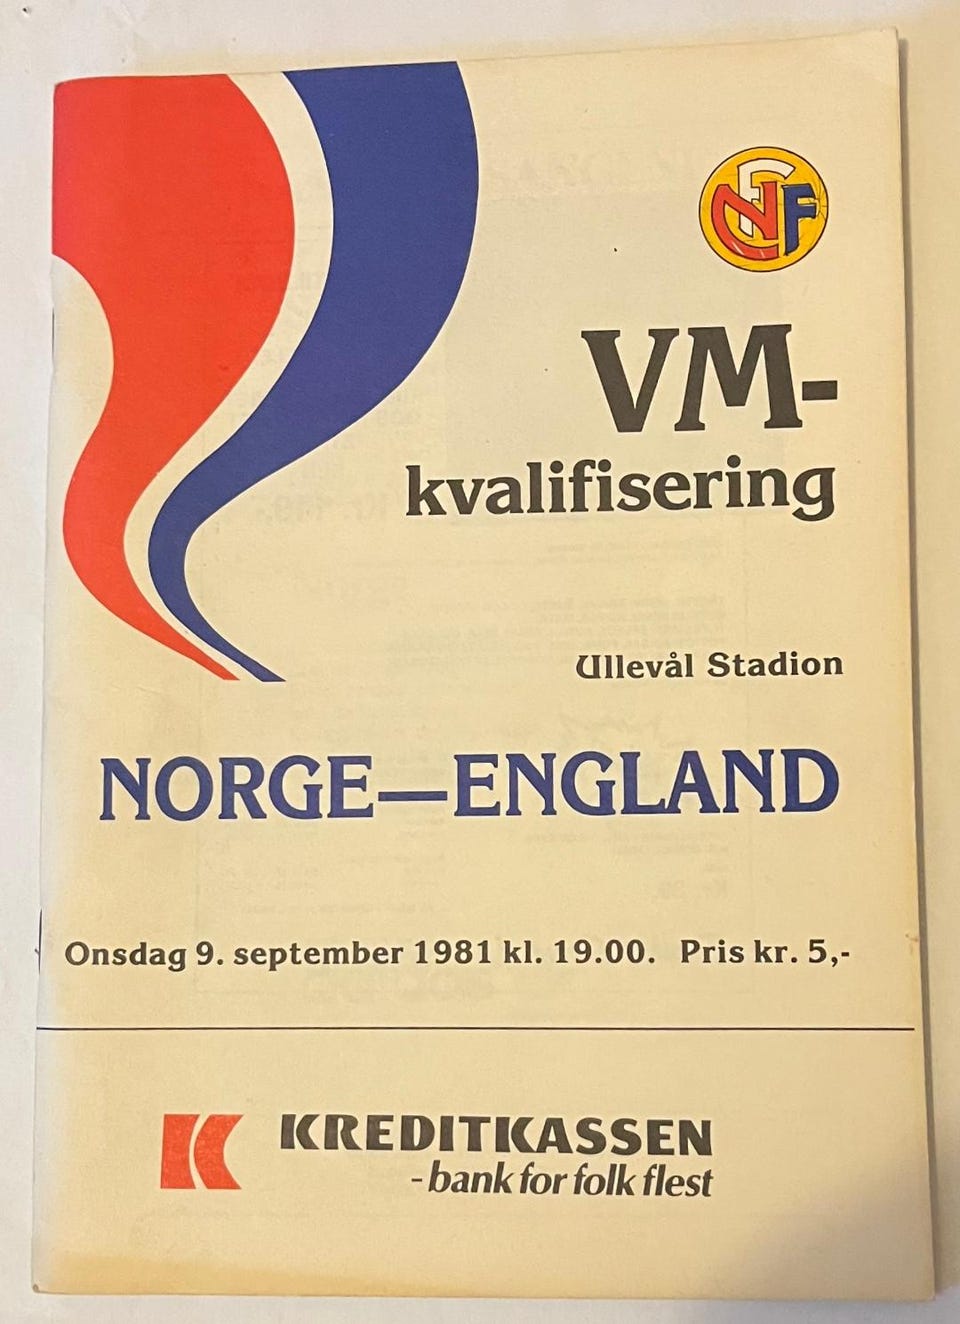 NFF
VM-
kvalifisering
Ullevål Stadion
NORGE—ENGLAND
Onsdag 9. september 1981 kl. 19.00. Pris kr. 5,-
K KREDITKASSEN
-bank for folk flest